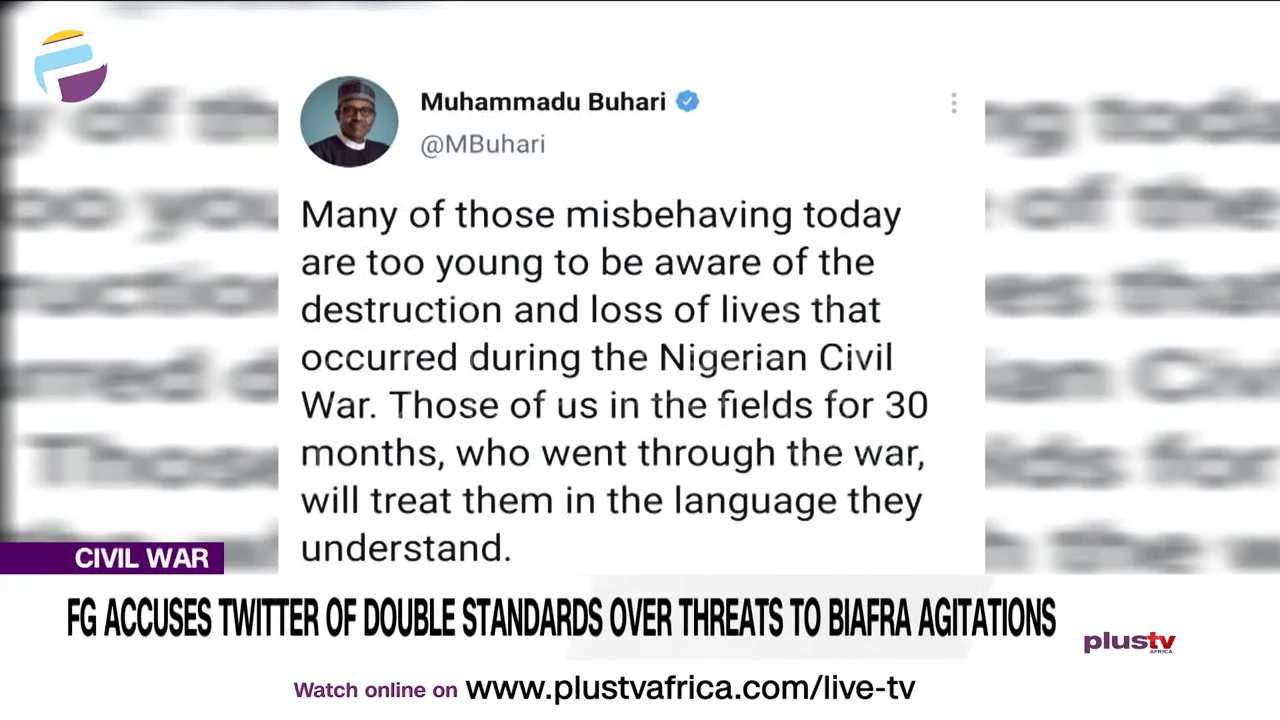 Muhammadu Buhari
@MBuhari
Many of those misbehaving today
are too young to be aware of the
destruction and loss of lives that
occurred during the Nigerian Civil
War. Those of us in the fields for 30
months, who went through the war,
will treat them in the language they
understand.
CIVIL WAR
FG ACCUSES TWITTER OF DOUBLE STANDARDS OVER THREATS TO BIAFRA AGITATIONS
plustv
AFRICA
Watch online on www.plustvafrica.com/live-tv